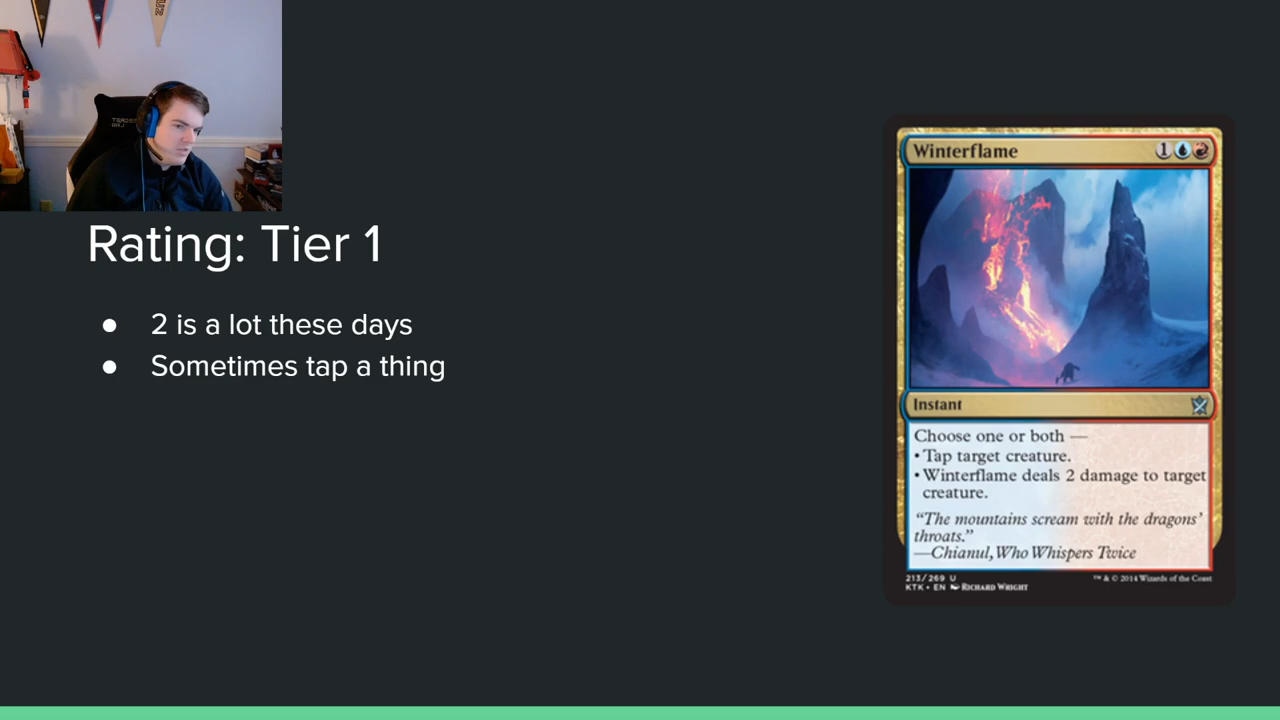 Rating: Tier 1
2 is a lot these days
Sometimes tap a thing
Winterflame
1
Instant
Choose one or both —
• Tap target creature.
• Winterflame deals 2 damage to target
creature.
“The mountains scream with the dragons’
throats.”
—Chianul, Who Whispers Twice
213/269 U
KTK • EN RICHARD WRIGHT
™ & © 2014 Wizards of the Coast